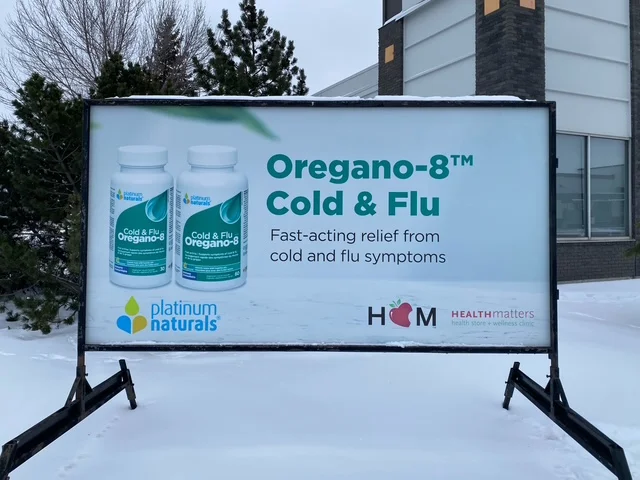 Oregano-8™
Cold & Flu
Fast-acting relief from
cold and flu symptoms
platinum
naturals
Cold & Flu
Oregano-8
platinum
naturals
Cold & Flu
Oregano-8
platinum
naturals®
H M
HEALTHmatters
health store + wellness clinic